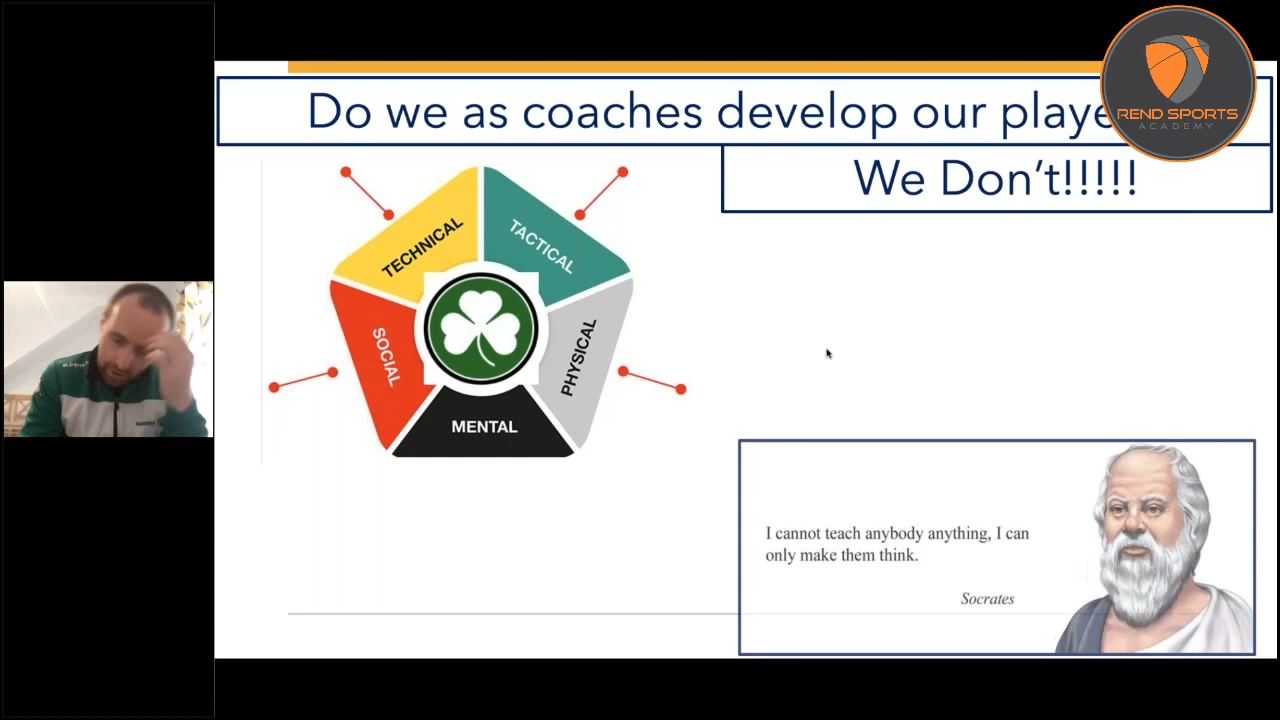 Do we as coaches develop our playe
REND SPORTS
ACADEMY
We Don't!!!!!
TECHNICAL
TACTICAL
SOCIAL
PHYSICAL
MENTAL
I cannot teach anybody anything, I can
only make them think.
Socrates